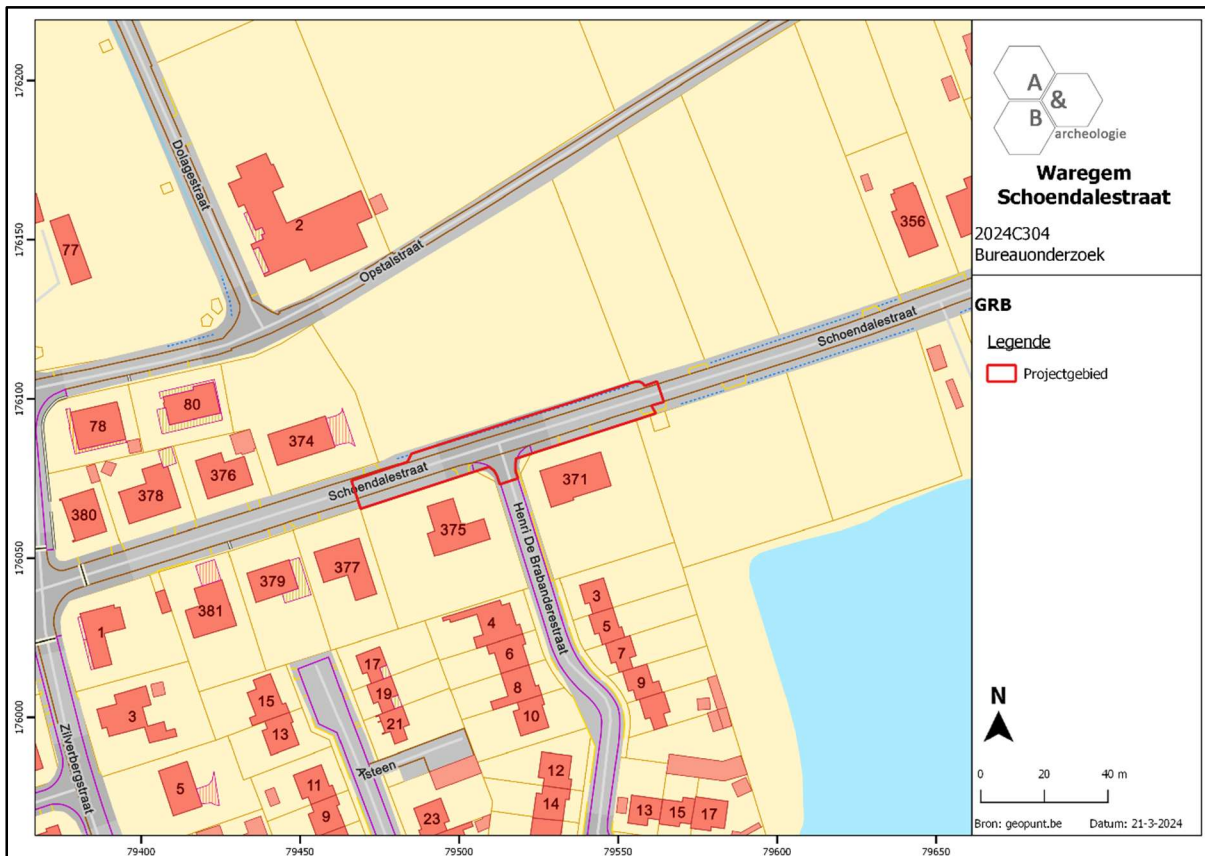 A
&
B
archeologie
Waregem
Schoendalestraat
2024C304
Bureauonderzoek
GRB
Legende
Projectgebied
N
0 20 40 m
Bron: geopunt.be Datum: 21-3-2024
176200
176150
176100
176050
176000
79400 79450 79500 79550 79600 79650
Dolagestraat
77
2
Opstalstraat
356
Schoendalestraat
78
80
374
376
378
380
Schoendalestraat
371
375
Henri De Brabanderestraat
377
379
381
1
3
5
Zilverbergstraat
17
19
21
15
13
11
9
23
4
6
8
10
3
5
7
9
12
14
13 15 17